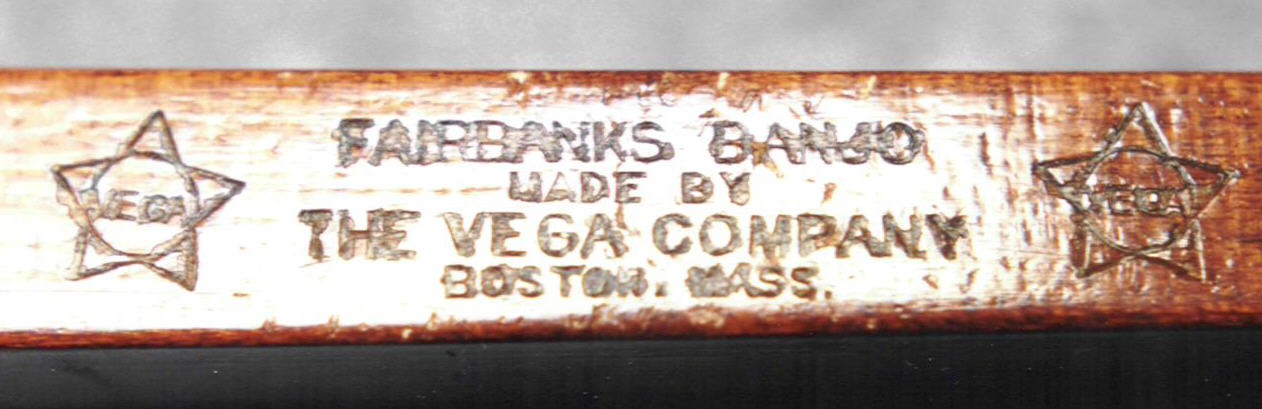 VEGA
FAIRBANKS BANJO
MADE BY
THE VEGA COMPANY
BOSTON. MASS.
VEGA